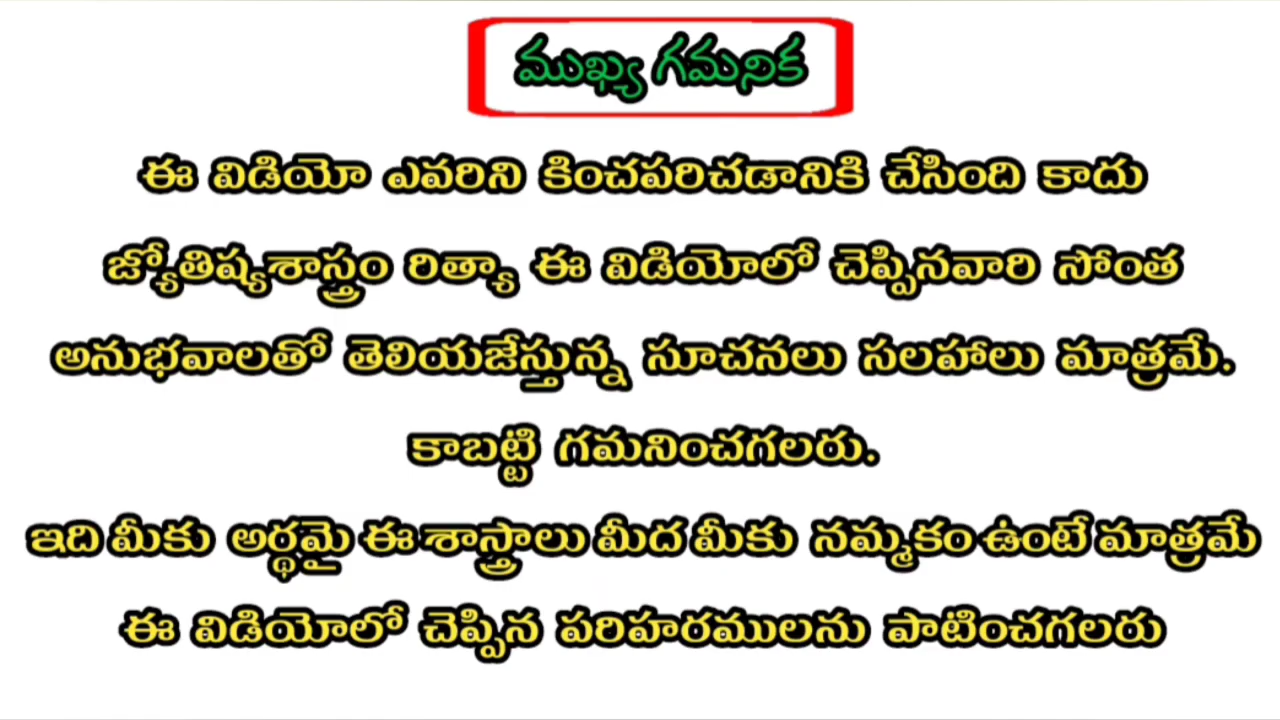 ముఖ్య గమనిక
ఈ విడియో ఎవరిని కించపరిచడానికి చేసింది కాదు
జ్యోతిష్యశాస్త్రం రిత్యా ఈ విడియోలో చెప్పినవారి సోంత
అనుభవాలతో తెలియజేస్తున్న సూచనలు సలహాలు మాత్రమే.
కాబట్టి గమనించగలరు.
ఇది మీకు అర్థమై ఈ శాస్త్రాలు మీద మీకు నమ్మకం ఉంటే మాత్రమే
ఈ విడియోలో చెప్పిన పరిహరములను పాటించగలరు